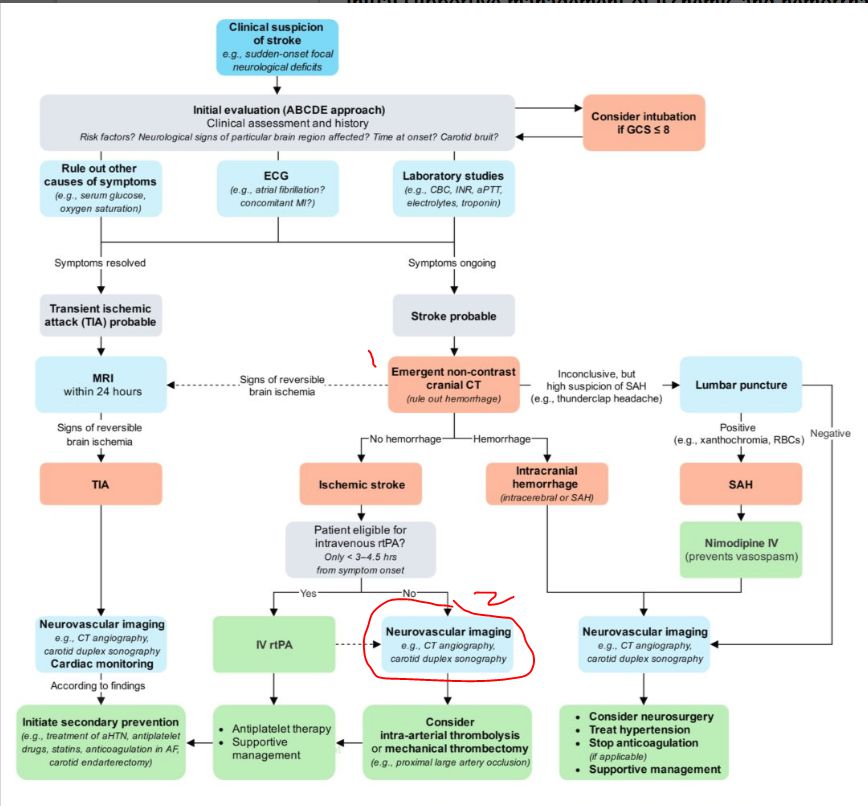 Clinical suspicion
of stroke
e.g., sudden-onset focal
neurological deficits
Initial evaluation (ABCDE approach)
Clinical assessment and history
Risk factors? Neurological signs of particular brain region affected? Time at onset? Carotid bruit?
Consider intubation
if GCS ≤ 8
Rule out other
causes of symptoms
(e.g., serum glucose,
oxygen saturation)
ECG
(e.g., atrial fibrillation?
concomitant MI?)
Laboratory studies
(e.g., CBC, INR, aPTT,
electrolytes, troponin)
Symptoms resolved
Symptoms ongoing
Transient ischemic
attack (TIA) probable
Stroke probable
1
MRI
within 24 hours
Signs of reversible
brain ischemia
Emergent non-contrast
cranial CT
(rule out hemorrhage)
Inconclusive, but
high suspicion of SAH
(e.g., thunderclap headache)
Lumbar puncture
Signs of reversible
brain ischemia
No hemorrhage
Hemorrhage
Positive
(e.g., xanthochromia, RBCs)
Negative
TIA
Ischemic stroke
Intracranial
hemorrhage
(intracerebral or SAH)
SAH
Patient eligible for
intravenous rtPA?
Only < 3–4.5 hrs
from symptom onset
Nimodipine IV
(prevents vasospasm)
Yes
No
2
Neurovascular imaging
e.g., CT angiography,
carotid duplex sonography
Cardiac monitoring
IV rtPA
Neurovascular imaging
e.g., CT angiography,
carotid duplex sonography
Neurovascular imaging
e.g., CT angiography,
carotid duplex sonography
According to findings
Initiate secondary prevention
(e.g., treatment of aHTN, antiplatelet
drugs, statins, anticoagulation in AF,
carotid endarterectomy)
• Antiplatelet therapy
• Supportive
management
Consider
intra-arterial thrombolysis
or mechanical thrombectomy
(e.g., proximal large artery occlusion)
• Consider neurosurgery
• Treat hypertension
• Stop anticoagulation
(if applicable)
• Supportive management